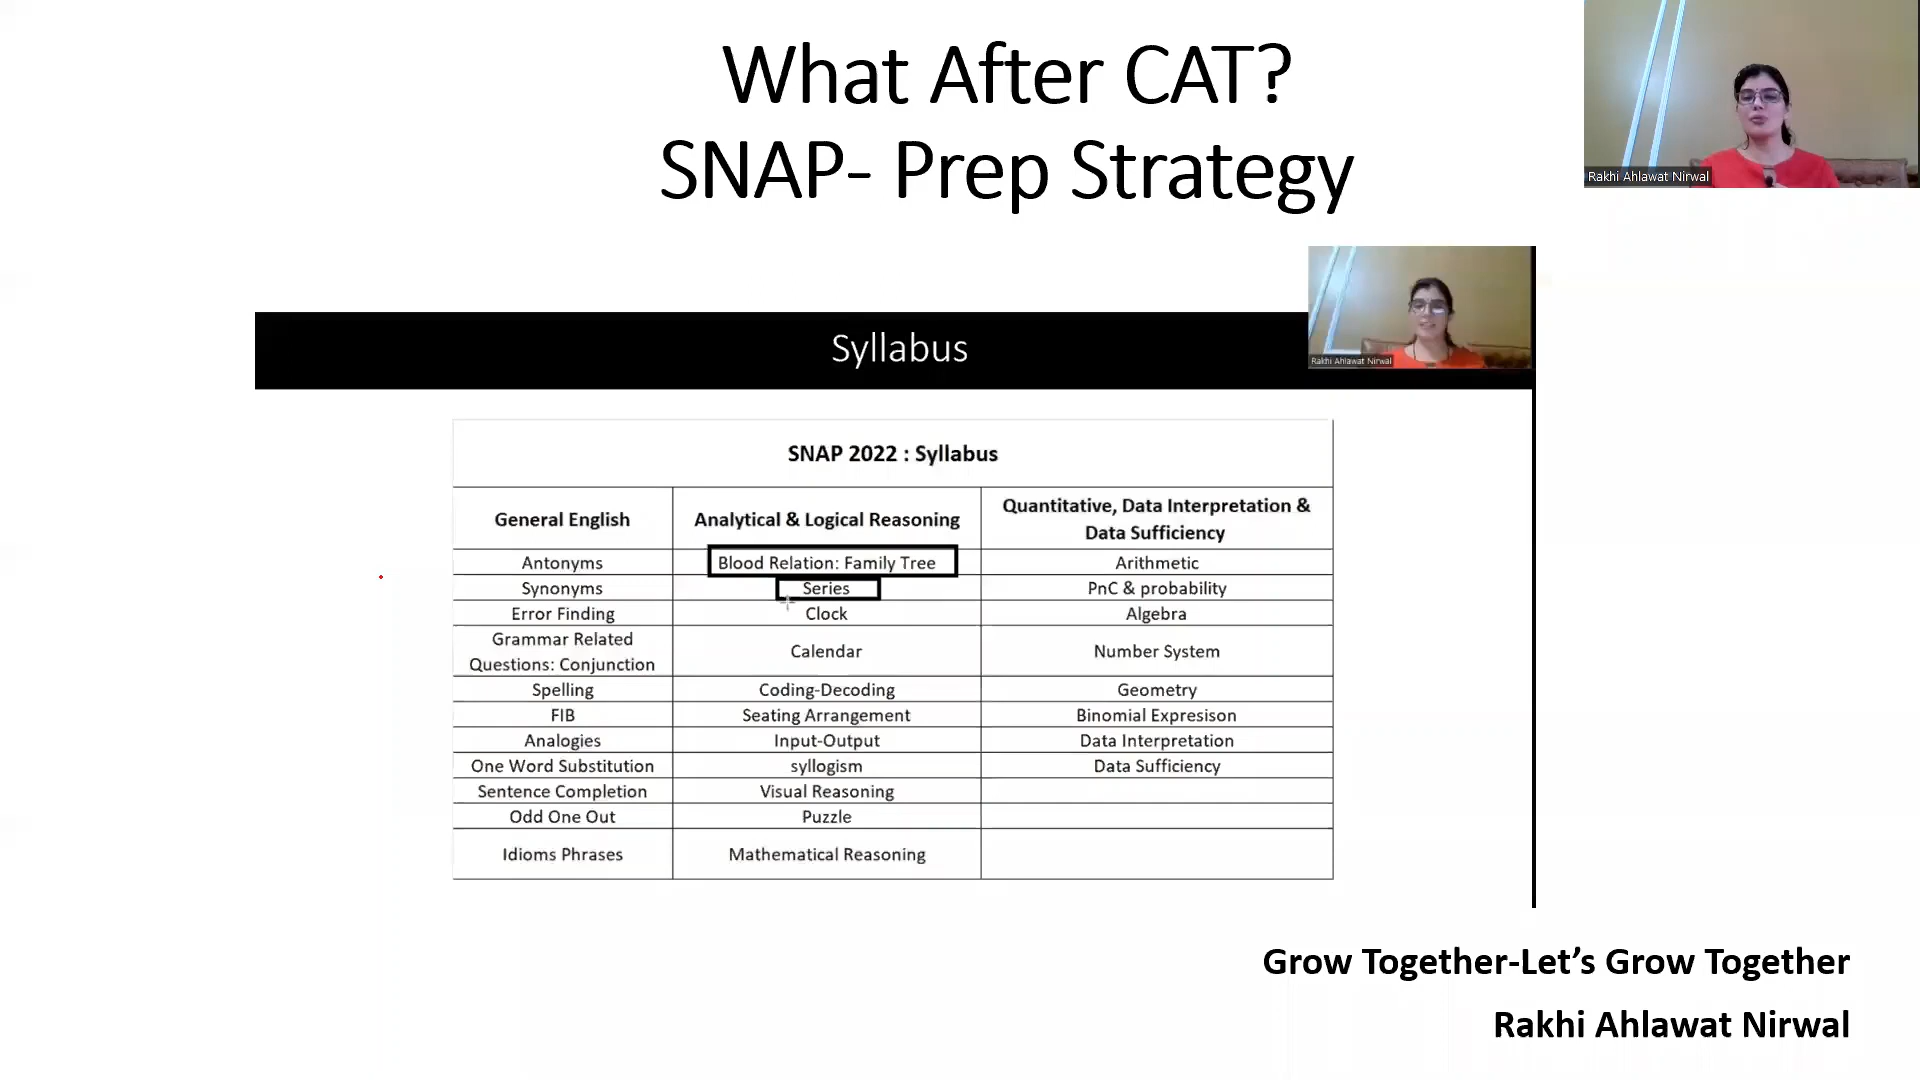 What After CAT?
SNAP- Prep Strategy
Rakhi Ahlawat Nirwal
Syllabus
Rakhi Ahlawat Nirwal
SNAP 2022 : Syllabus
General English
Analytical & Logical Reasoning
Quantitative, Data Interpretation &
Data Sufficiency
Antonyms
Blood Relation: Family Tree
Arithmetic
Synonyms
Series
PnC & probability
Error Finding
Clock
Algebra
Grammar Related
Questions: Conjunction
Calendar
Number System
Spelling
Coding-Decoding
Geometry
FIB
Seating Arrangement
Binomial Expresison
Analogies
Input-Output
Data Interpretation
One Word Substitution
syllogism
Data Sufficiency
Sentence Completion
Visual Reasoning
Odd One Out
Puzzle
Idioms Phrases
Mathematical Reasoning
Grow Together-Let’s Grow Together
Rakhi Ahlawat Nirwal